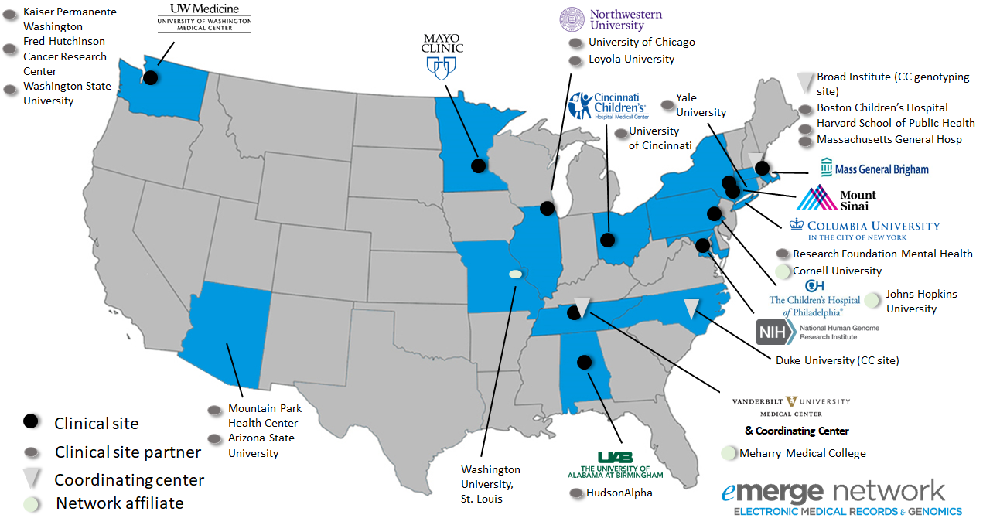 Kaiser Permanente
Washington
Fred Hutchinson
Cancer Research
Center
Washington State
University
UW Medicine
UNIVERSITY OF WASHINGTON
MEDICAL CENTER
MAYO
CLINIC
Northwestern
University
University of Chicago
Loyola University
Cincinnati
Children's
Hospital Medical Center
University
of Cincinnati
Yale
University
Broad Institute (CC genotyping
site)
Boston Children's Hospital
Harvard School of Public Health
Massachusetts General Hosp
Mass General Brigham
Mount
Sinai
COLUMBIA UNIVERSITY
IN THE CITY OF NEW YORK
Research Foundation Mental Health
Cornell University
CH
The Children's Hospital
of Philadelphia®
Johns Hopkins
University
NIH
National Human Genome
Research Institute
Duke University (CC site)
VANDERBILT V UNIVERSITY
MEDICAL CENTER
& Coordinating Center
Meharry Medical College
Mountain Park
Health Center
Arizona State
University
Washington
University,
St. Louis
UAB
THE UNIVERSITY OF
ALABAMA AT BIRMINGHAM
HudsonAlpha
Clinical site
Clinical site partner
Coordinating center
Network affiliate
emerge network
ELECTRONIC MEDICAL RECORDS & GENOMICS